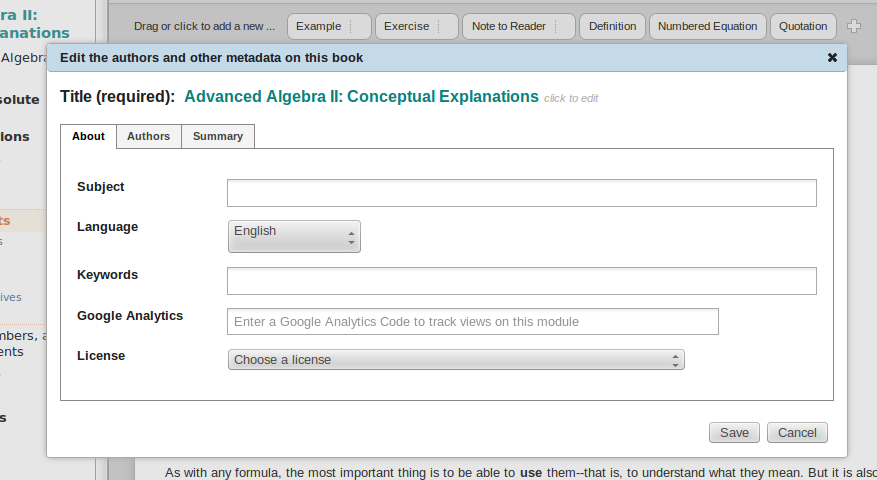 ra II:
anations
Algebra
solute
ions
ts
s
ives
mbers, a
ents
s
Drag or click to add a new ...
Example
Exercise
Note to Reader
Definition
Numbered Equation
Quotation
Edit the authors and other metadata on this book
Title (required): Advanced Algebra II: Conceptual Explanations click to edit
About
Authors
Summary
Subject
Language
English
Keywords
Google Analytics
Enter a Google Analytics Code to track views on this module
License
Choose a license
Save
Cancel
As with any formula, the most important thing is to be able to use them--that is, to understand what they mean. But it is also